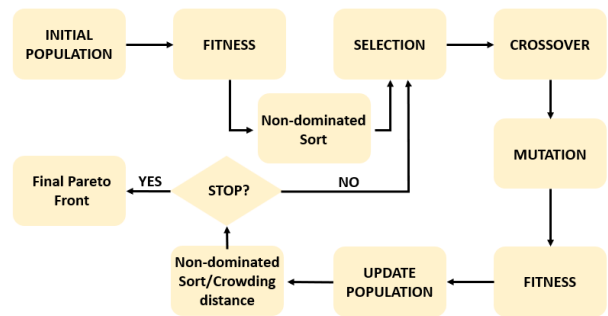 INITIAL
POPULATION
FITNESS
SELECTION
CROSSOVER
Non-dominated
Sort
MUTATION
Final Pareto
Front
YES
STOP?
NO
Non-dominated
Sort/Crowding
distance
UPDATE
POPULATION
FITNESS